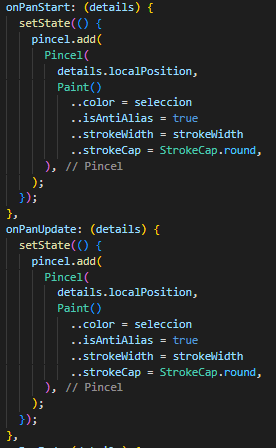 onPanStart: (details) {
setState(() {
pincel.add(
Pincel(
details.localPosition,
Paint()
..color = seleccion
..isAntiAlias = true
..strokeWidth = strokeWidth
..strokeCap = StrokeCap.round,
), // Pincel
);
});
},
onPanUpdate: (details) {
setState(() {
pincel.add(
Pincel(
details.localPosition,
Paint()
..color = seleccion
..isAntiAlias = true
..strokeWidth = strokeWidth
..strokeCap = StrokeCap.round,
), // Pincel
);
});
},